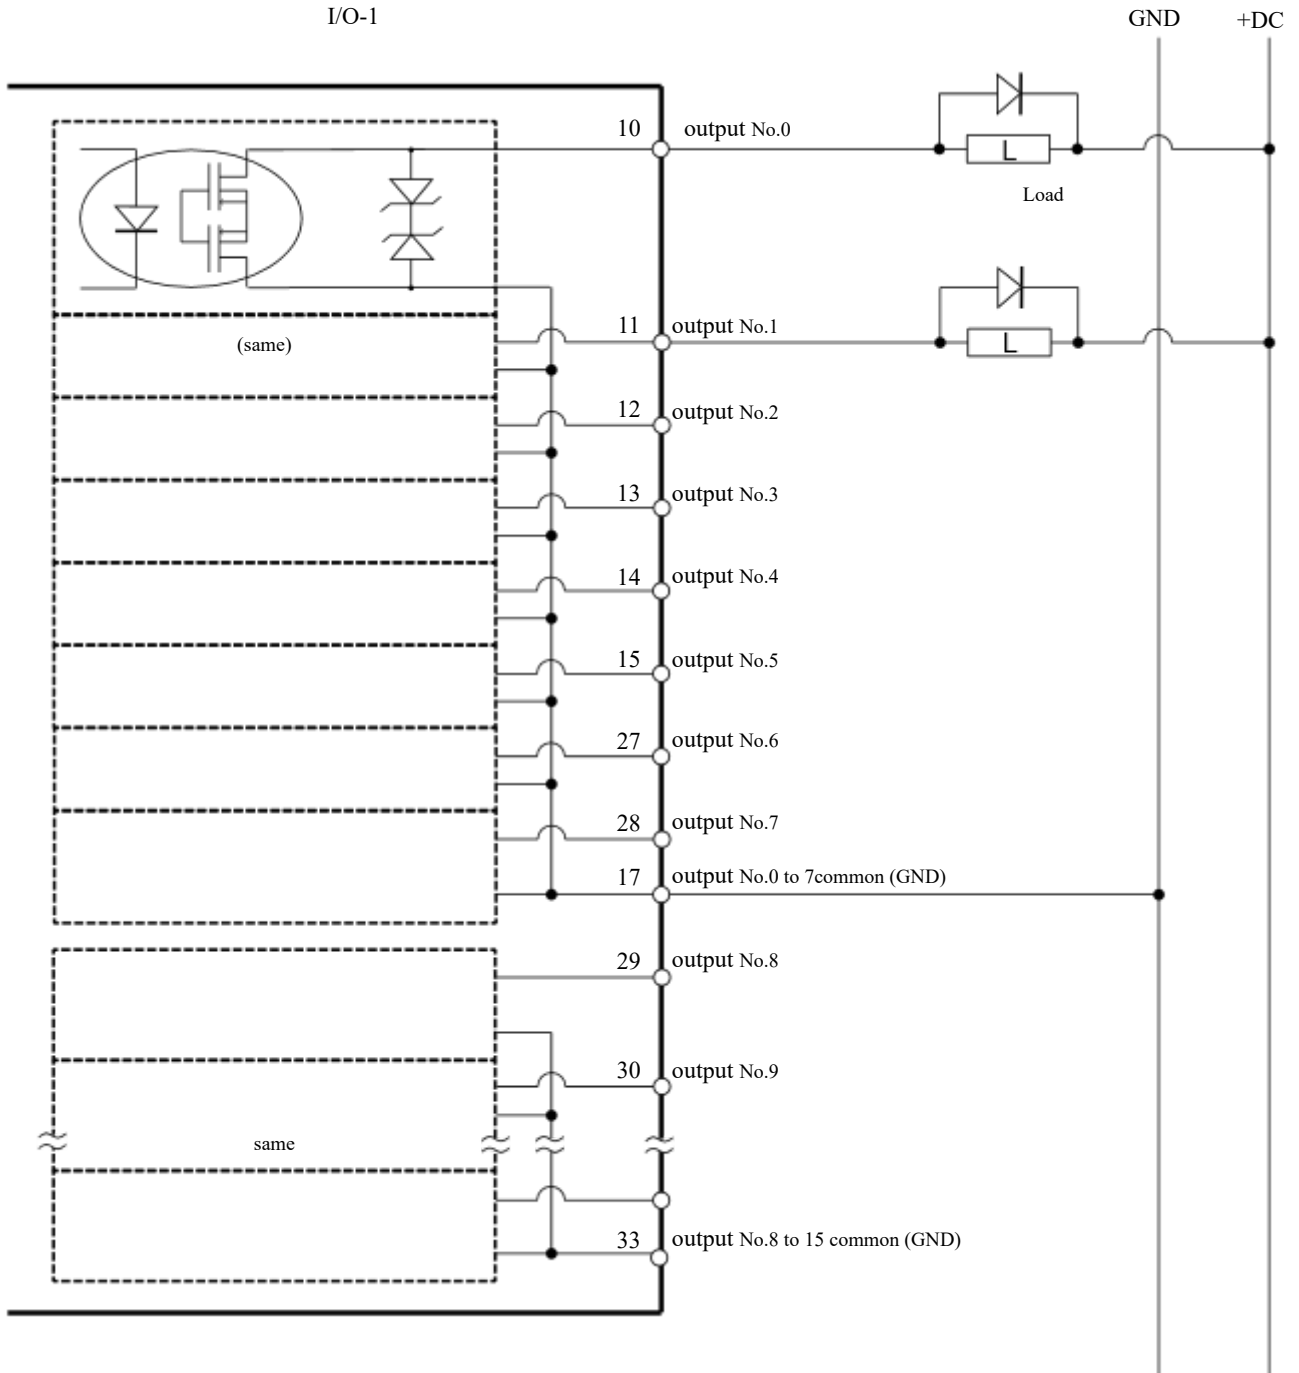 I/O-1
GND
+DC
10 output No.0
L
Load
11 output No.1
(same)
L
12 output No.2
13 output No.3
14 output No.4
15 output No.5
27 output No.6
28 output No.7
17 output No.0 to 7common (GND)
29 output No.8
30 output No.9
same
33 output No.8 to 15 common (GND)